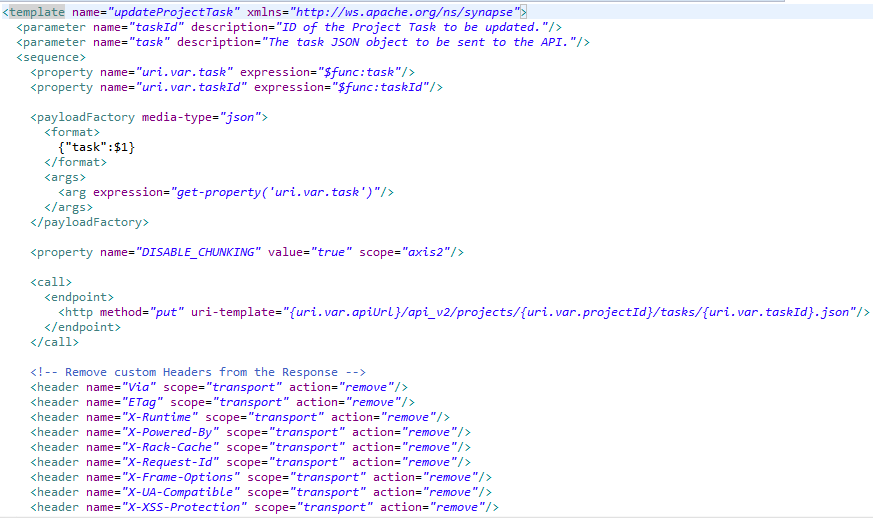 <template name="updateProjectTask" xmlns="http://ws.apache.org/ns/synapse">
<parameter name="taskId" description="ID of the Project Task to be updated."/>
<parameter name="task" description="The task JSON object to be sent to the API."/>
<sequence>
<property name="uri.var.task" expression="$func:task"/>
<property name="uri.var.taskId" expression="$func:taskId"/>
<payloadFactory media-type="json">
<format>
{"task":$1}
</format>
<args>
<arg expression="get-property('uri.var.task')"/>
</args>
</payloadFactory>
<property name="DISABLE_CHUNKING" value="true" scope="axis2"/>
<call>
<endpoint>
<http method="put" uri-template="{uri.var.apiUrl}/api_v2/projects/{uri.var.projectId}/tasks/{uri.var.taskId}.json"/>
</endpoint>
</call>
<!-- Remove custom Headers from the Response -->
<header name="Via" scope="transport" action="remove"/>
<header name="ETag" scope="transport" action="remove"/>
<header name="X-Runtime" scope="transport" action="remove"/>
<header name="X-Powered-By" scope="transport" action="remove"/>
<header name="X-Rack-Cache" scope="transport" action="remove"/>
<header name="X-Request-Id" scope="transport" action="remove"/>
<header name="X-Frame-Options" scope="transport" action="remove"/>
<header name="X-UA-Compatible" scope="transport" action="remove"/>
<header name="X-XSS-Protection" scope="transport" action="remove"/>